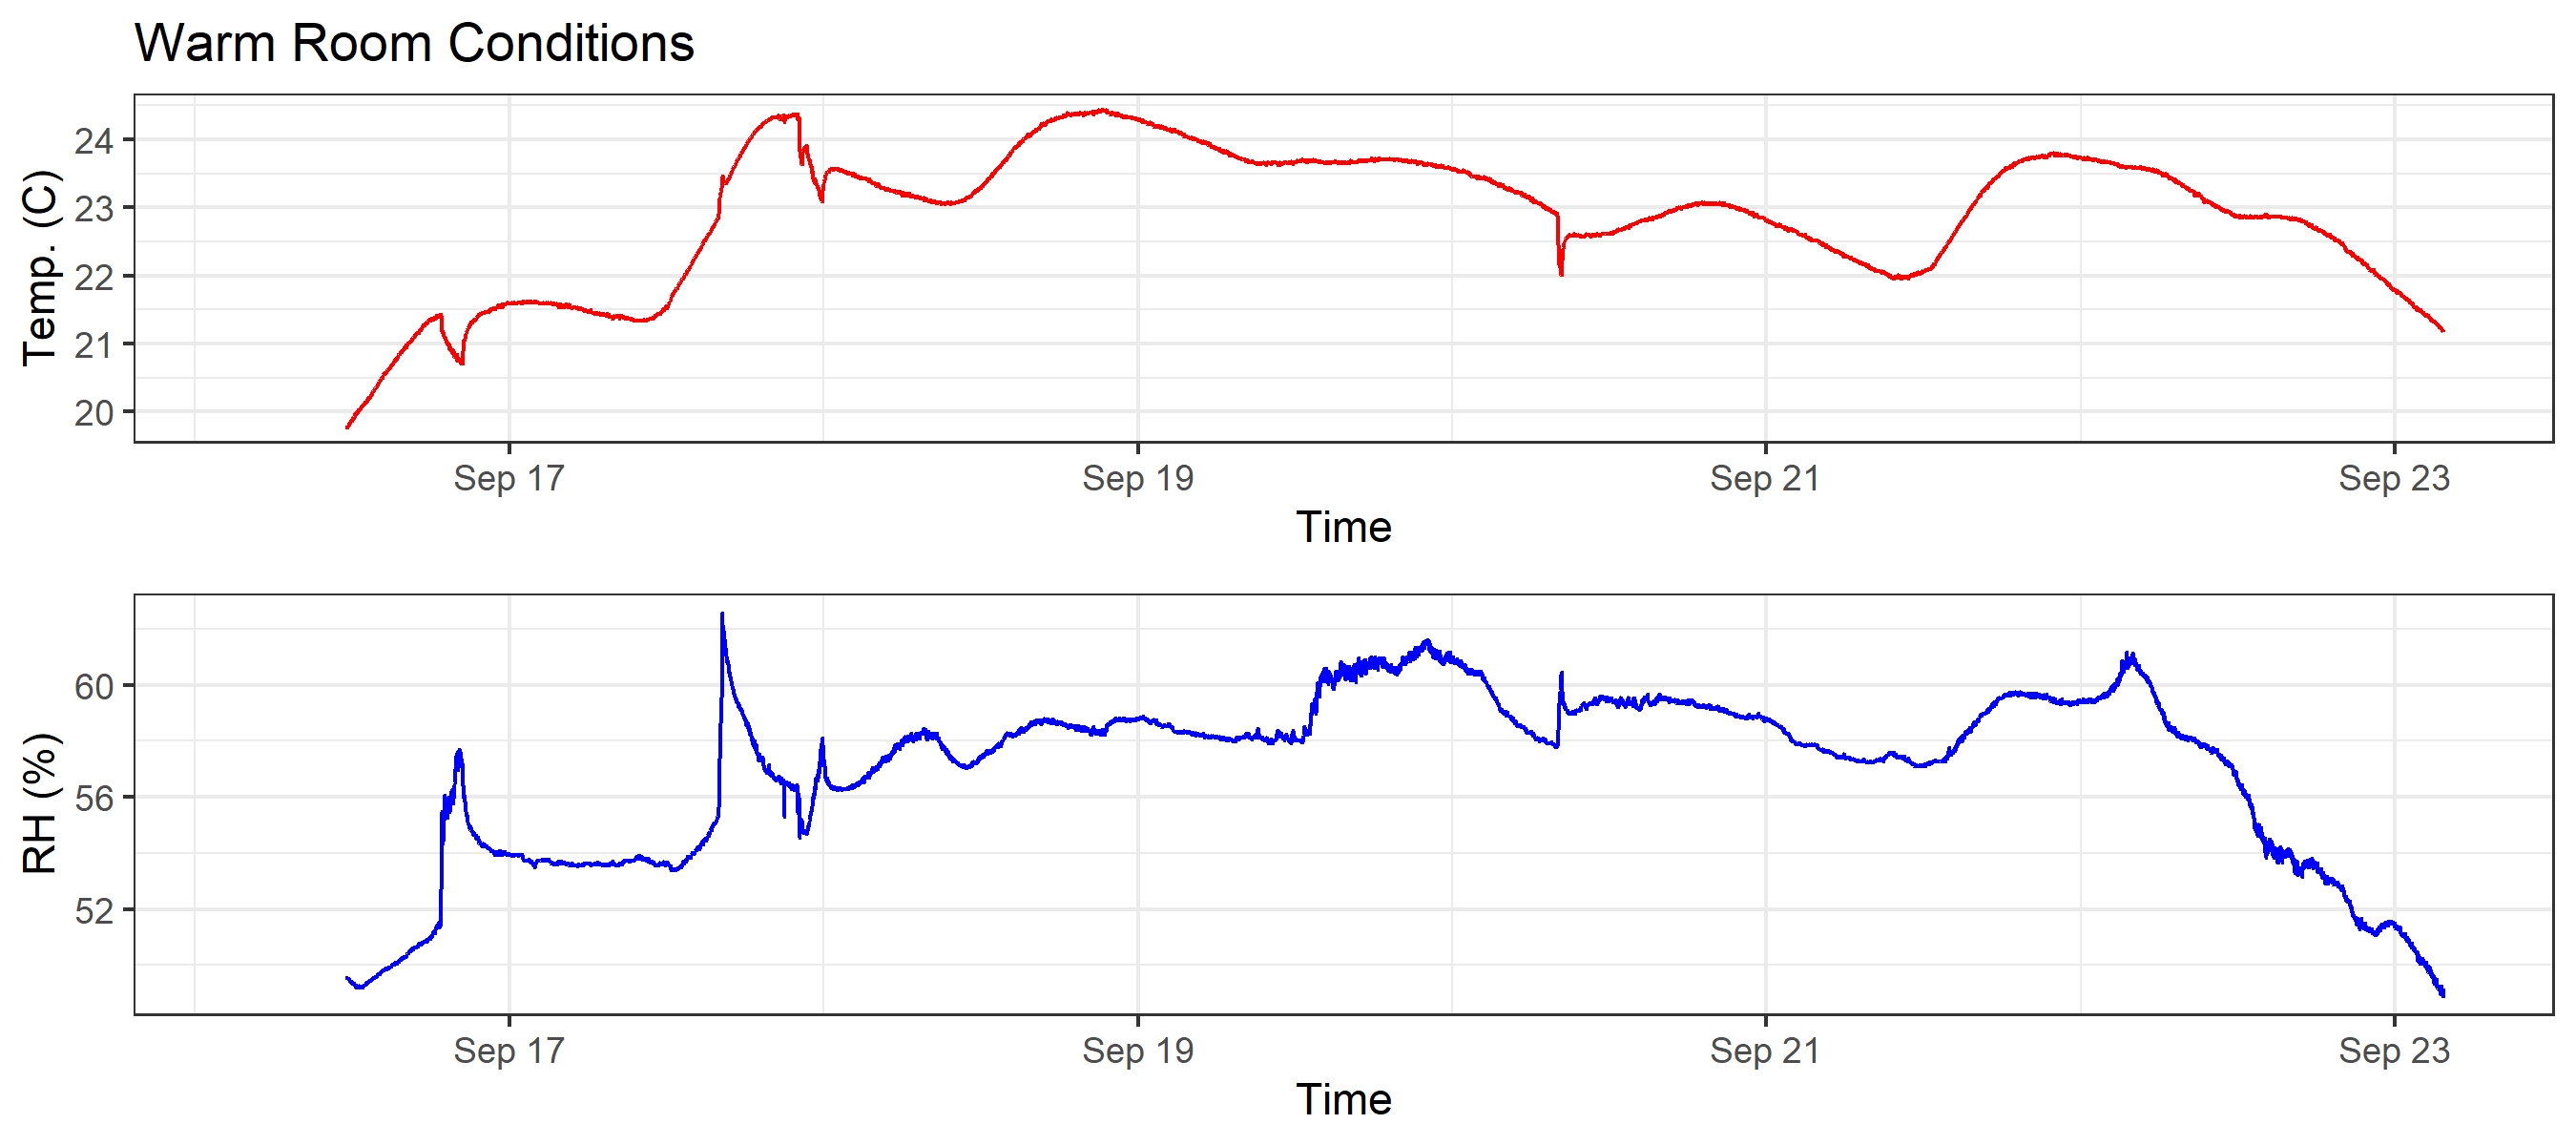 Warm Room Conditions
Temp. (C)
24
23
22
21
20
Sep 17 Sep 19 Sep 21 Sep 23
Time
RH (%)
60
56
52
Sep 17 Sep 19 Sep 21 Sep 23
Time